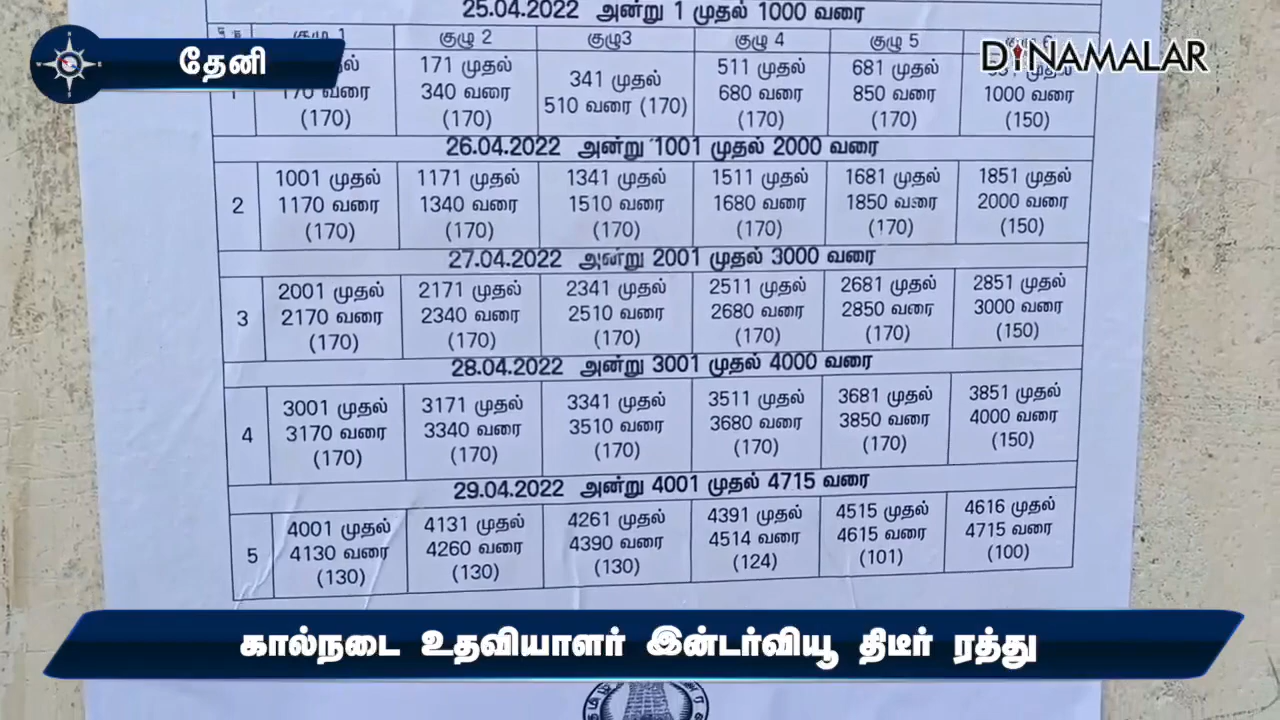 25.04.2022 அன்று 1 முதல் 1000 வரை
குழு 1 குழு 2 குழு3 குழு 4 குழு 5
தேனி
DINAMALAR
170 வரை (170)
171 முதல் 340 வரை (170)
341 முதல் 510 வரை (170)
511 முதல் 680 வரை (170)
681 முதல் 850 வரை (170)
முதல் 1000 வரை (150)
26.04.2022 அன்று 1001 முதல் 2000 வரை
2
1001 முதல் 1170 வரை (170)
1171 முதல் 1340 வரை (170)
1341 முதல் 1510 வரை (170)
1511 முதல் 1680 வரை (170)
1681 முதல் 1850 வரை (170)
1851 முதல் 2000 வரை (150)
27.04.2022 அன்று 2001 முதல் 3000 வரை
3
2001 முதல் 2170 வரை (170)
2171 முதல் 2340 வரை (170)
2341 முதல் 2510 வரை (170)
2511 முதல் 2680 வரை (170)
2681 முதல் 2850 வரை (170)
2851 முதல் 3000 வரை (150)
28.04.2022 அன்று 3001 முதல் 4000 வரை
4
3001 முதல் 3170 வரை (170)
3171 முதல் 3340 வரை (170)
3341 முதல் 3510 வரை (170)
3511 முதல் 3680 வரை (170)
3681 முதல் 3850 வரை (170)
3851 முதல் 4000 வரை (150)
29.04.2022 அன்று 4001 முதல் 4715 வரை
5
4001 முதல் 4130 வரை (130)
4131 முதல் 4260 வரை (130)
4261 முதல் 4390 வரை (130)
4391 முதல் 4514 வரை (124)
4515 முதல் 4615 வரை (101)
4616 முதல் 4715 வரை (100)
கால்நடை உதவியாளர் இன்டர்வியூ திடீர் ரத்து